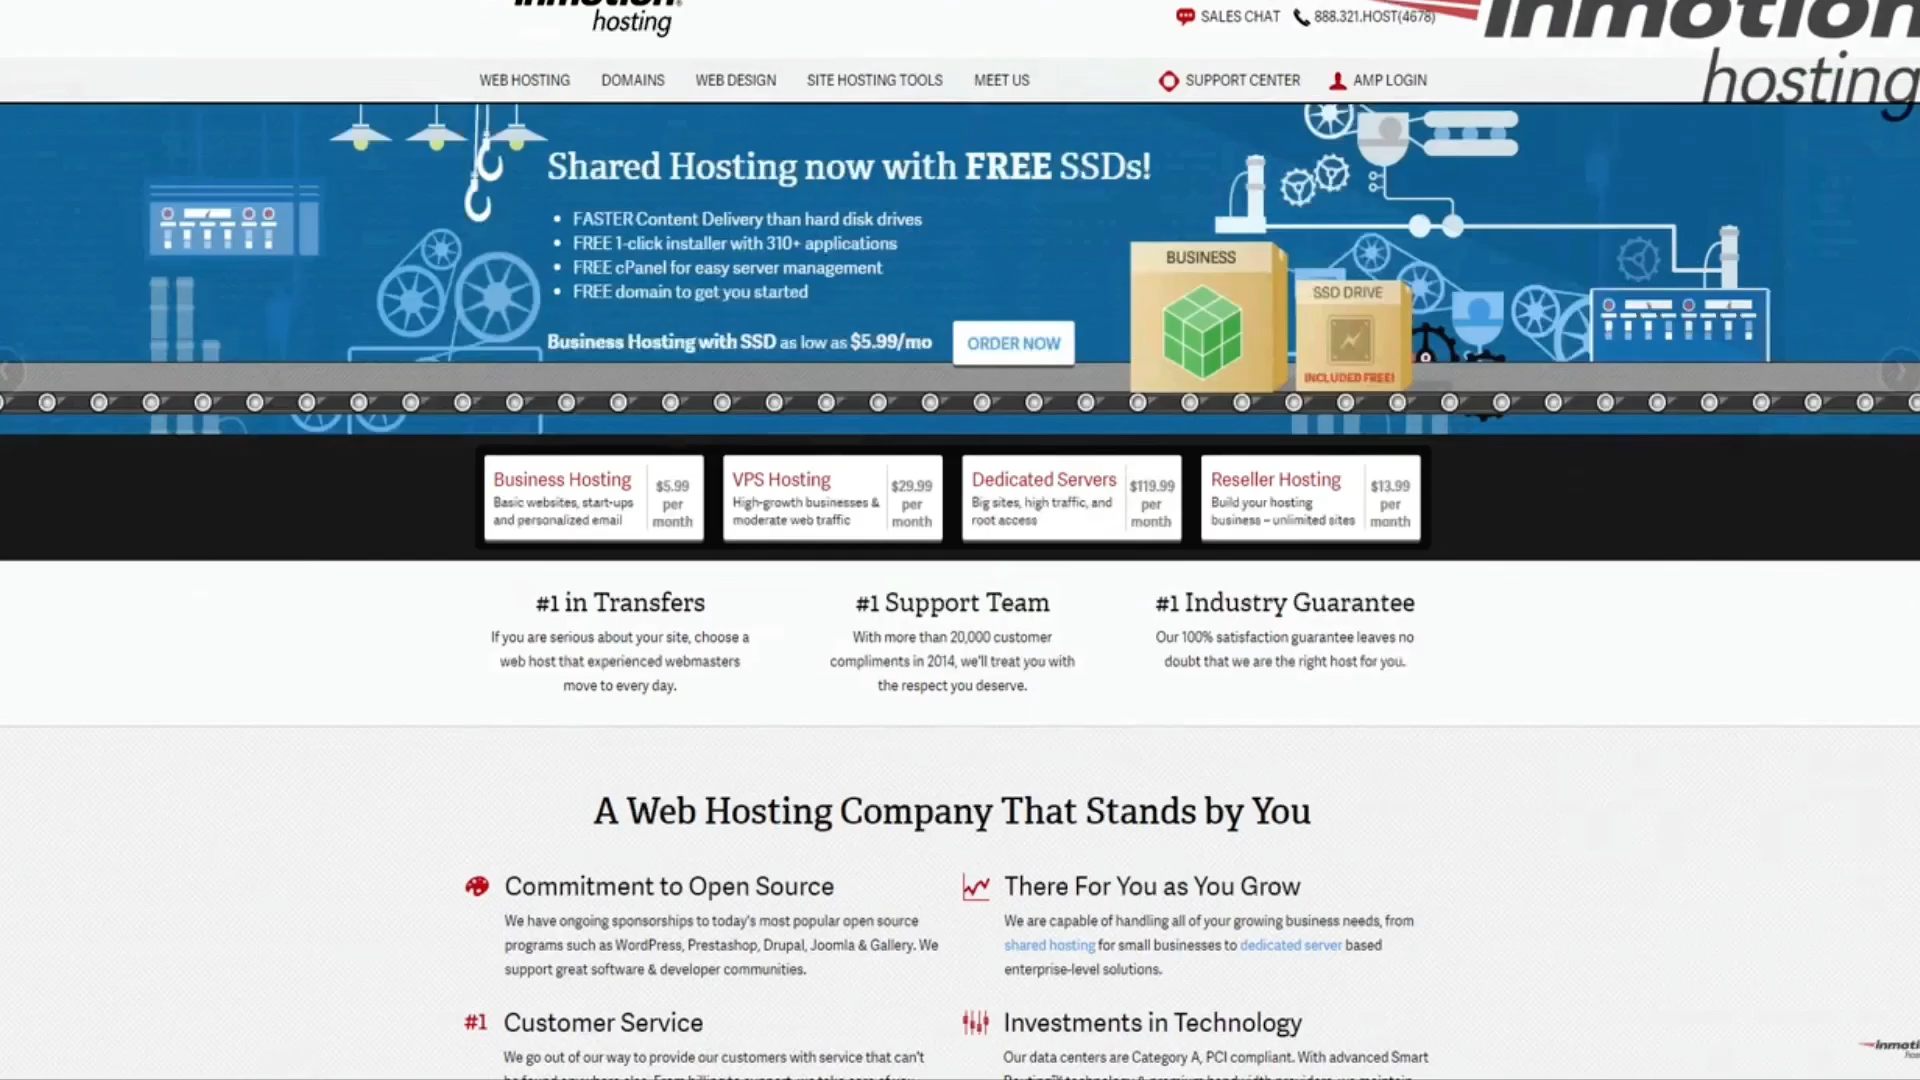 inmotion
hosting
SALES CHAT
888.321.HOST(4678)
inmotion
hosting
WEB HOSTING
DOMAINS
WEB DESIGN
SITE HOSTING TOOLS
MEET US
SUPPORT CENTER
AMP LOGIN
Shared Hosting now with FREE SSDs!
• FASTER Content Delivery than hard disk drives
• FREE 1-click installer with 310+ applications
• FREE cPanel for easy server management
• FREE domain to get you started
Business Hosting with SSD as low as $5.99/mo
ORDER NOW
BUSINESS
SSD DRIVE
INCLUDED FREE!
Business Hosting
Basic websites, start-ups
and personalized email
$5.99
per
month
VPS Hosting
High-growth businesses &
moderate web traffic
$29.99
per
month
Dedicated Servers
Big sites, high traffic, and
root access
$119.99
per
month
Reseller Hosting
Build your hosting
business – unlimited sites
$13.99
per
month
#1 in Transfers
If you are serious about your site, choose a
web host that experienced webmasters
move to every day.
#1 Support Team
With more than 20,000 customer
compliments in 2014, we'll treat you with
the respect you deserve.
#1 Industry Guarantee
Our 100% satisfaction guarantee leaves no
doubt that we are the right host for you.
A Web Hosting Company That Stands by You
Commitment to Open Source
We have ongoing sponsorships to today's most popular open source
programs such as WordPress, Prestashop, Drupal, Joomla & Gallery. We
support great software & developer communities.
There For You as You Grow
We are capable of handling all of your growing business needs, from
shared hosting for small businesses to dedicated server based
enterprise-level solutions.
#1 Customer Service
We go out of our way to provide our customers with service that can't
Investments in Technology
Our data centers are Category A, PCI compliant. With advanced Smart